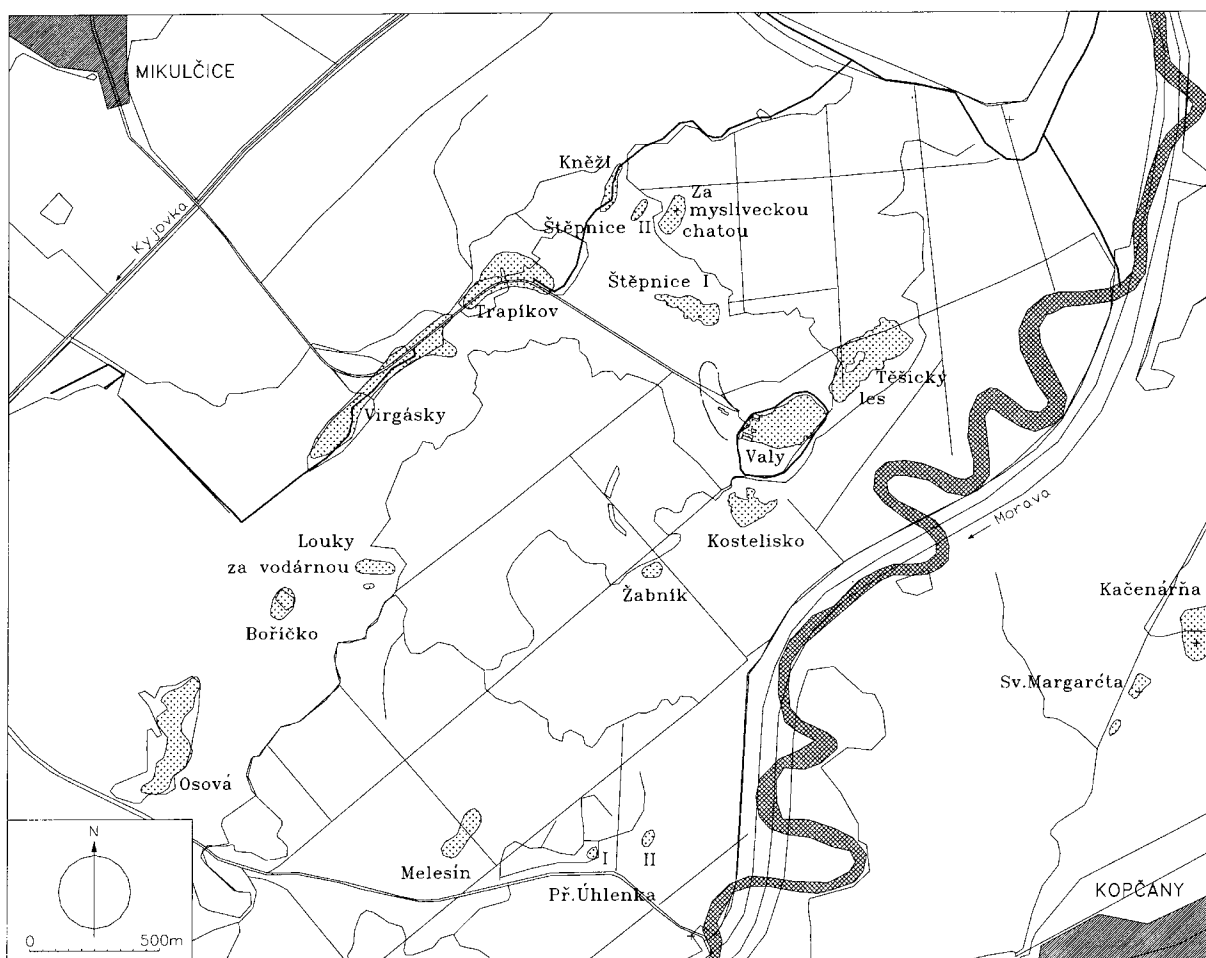 MIKULČICE
Kyjovka
Kněží
Štěpnice II
Za
mysliveckou
chatou
Štěpnice I
Trapíkov
Těšický
les
Virgásky
Valy
Morava
Kostelisko
Louky
za vodárnou
Žabník
Boříčko
Kačenárňa
Sv.Margaréta
Osová
Melesín
I
II
Př.Úhlenka
KOPČANY
N
0
500m